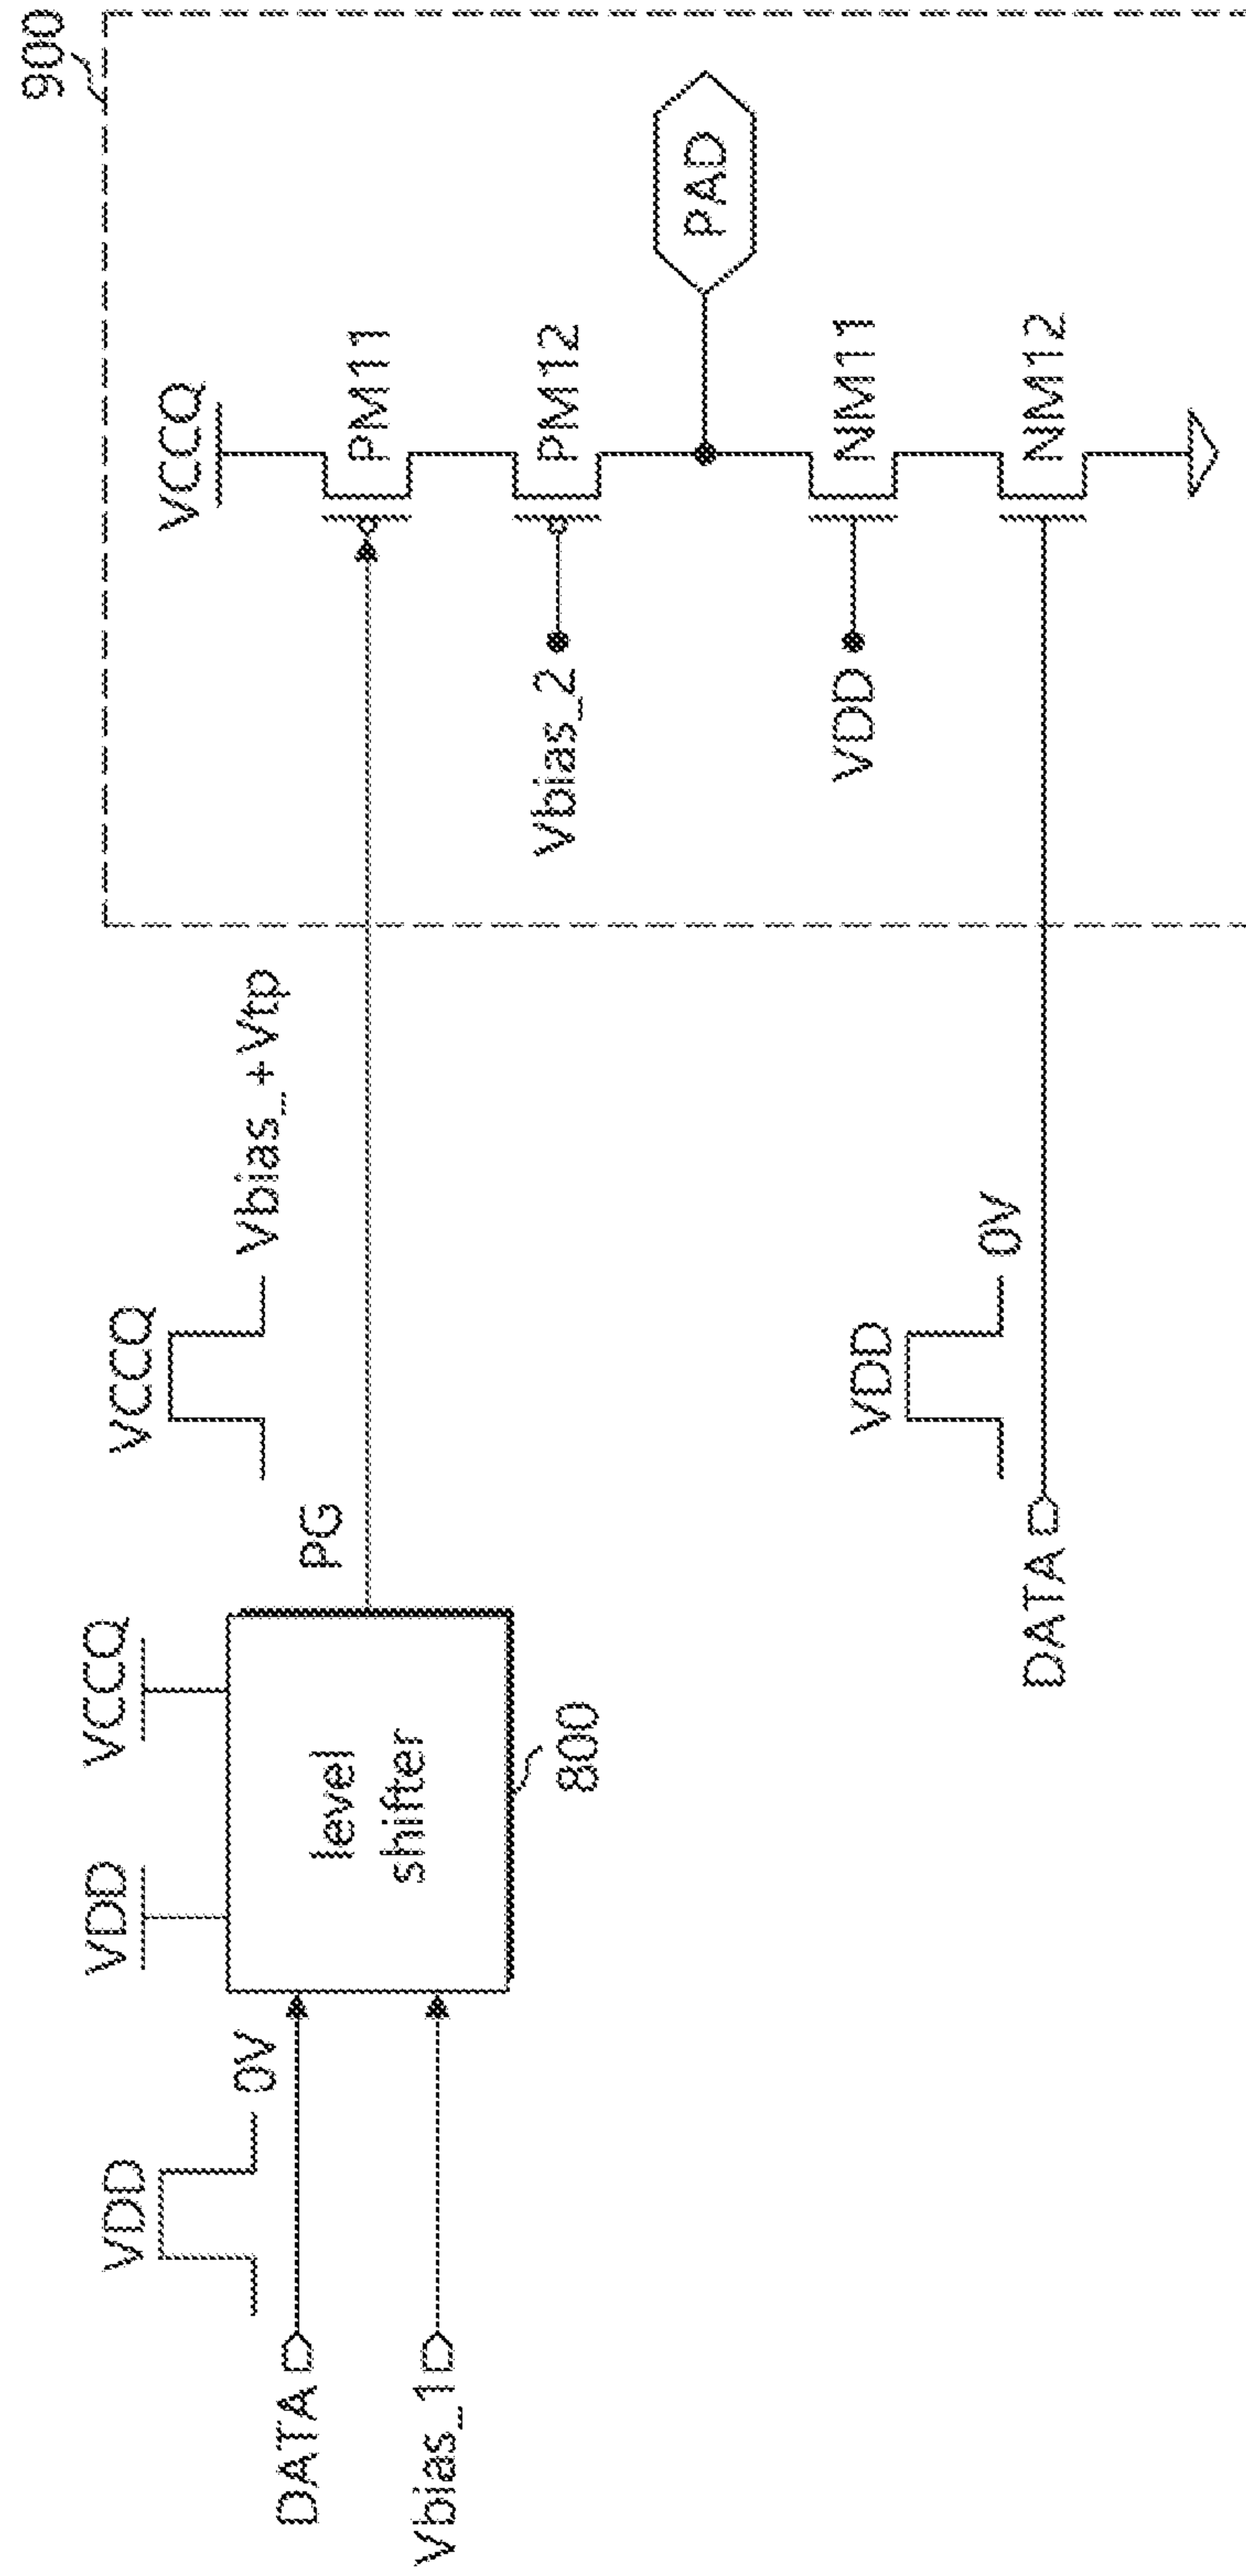 900
VDD
VCCQ
VCCQ
VCCQ
VDD
0V
Vbias_+Vtp
DATA
PG
PM11
level
shifter
Vbias_1
800
Vbias_2
PM12
PAD
VDD
VDD
NM11
0V
DATA
NM12